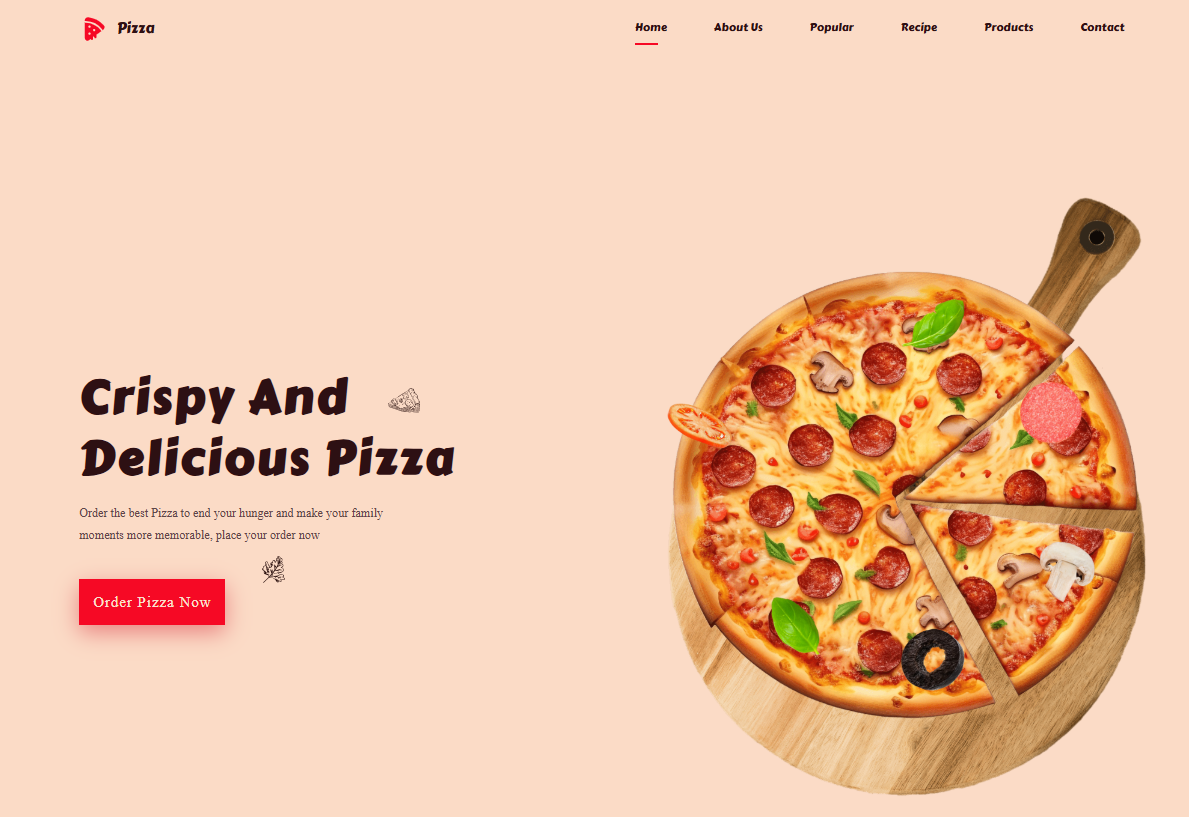 Pizza
Home About Us Popular Recipe Products Contact
Crispy And
Delicious Pizza
Order the best Pizza to end your hunger and make your family
moments more memorable, place your order now
Order Pizza Now